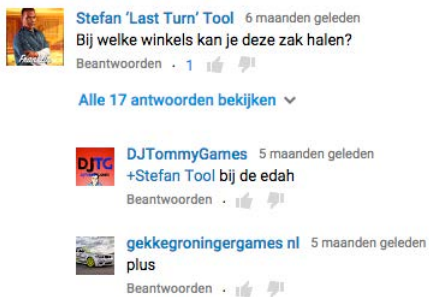 Stefan ‘Last Turn’ Tool 6 maanden geleden
Bij welke winkels kan je deze zak halen?
Beantwoorden · 1
Alle 17 antwoorden bekijken
DJTommyGames 5 maanden geleden
+Stefan Tool bij de edah
Beantwoorden ·
gekkegroningergames nl 5 maanden geleden
plus
Beantwoorden ·
DJTG